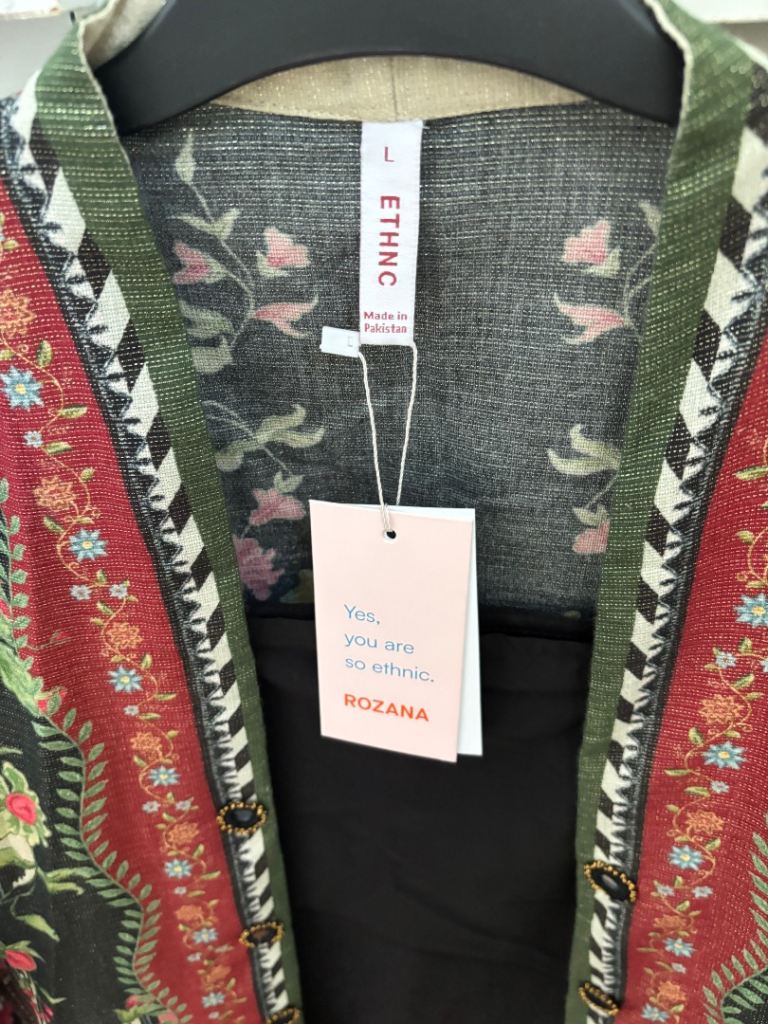 L
ETHNC
Made in
Pakistan
L
Yes,
you are
so ethnic.
ROZANA